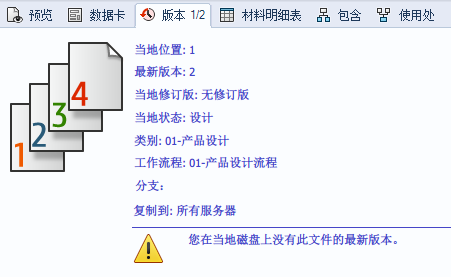 预览 数据卡 版本 1/2 材料明细表 包含 使用处
当地位置: 1
最新版本: 2
当地修订版: 无修订版
当地状态: 设计
类别: 01-产品设计
工作流程: 01-产品设计流程
分支:
复制到: 所有服务器
1 2 3 4
您在当地磁盘上没有此文件的最新版本。